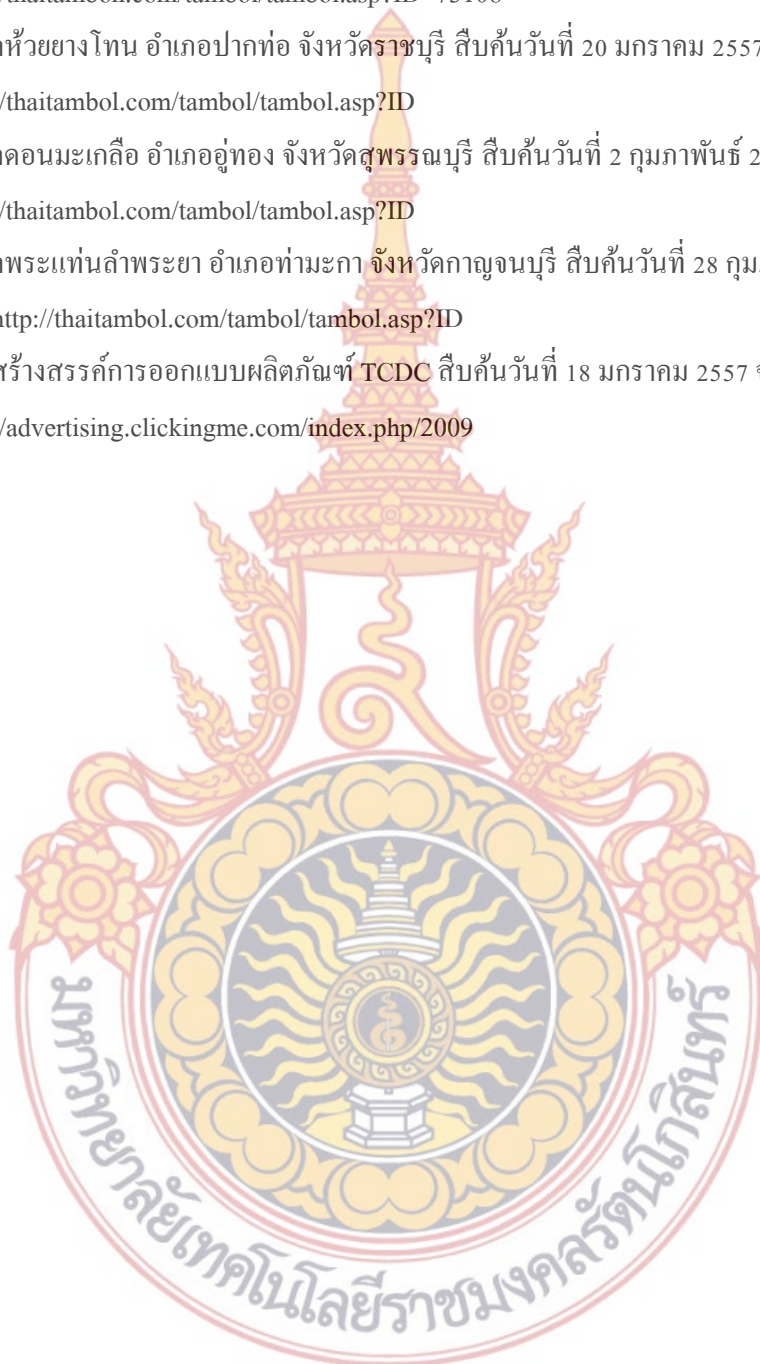 /thaitambon.com/tambol/tambol.asp?ID
ห้วยยางโทน อำเภอปากท่อ จังหวัดราชบุรี สืบค้นวันที่ 20 มกราคม 2557
/thaitambol.com/tambol/tambol.asp?ID
ดอนมะเกลือ อำเภออู่ทอง จังหวัดสุพรรณบุรี สืบค้นวันที่ 2 กุมภาพันธ์ 2
/thaitambol.com/tambol/tambol.asp?ID
พระแท่นลำพระยา อำเภอท่ามะกา จังหวัดกาญจนบุรี สืบค้นวันที่ 28 กุม
ttp://thaitambol.com/tambol/tambol.asp?ID
สร้างสรรค์การออกแบบผลิตภัณฑ์ TCDC สืบค้นวันที่ 18 มกราคม 2557
/advertising.clickingme.com/index.php/2009
มหาวิทยาลัยเทคโนโลยีราชมงคลรัตนโกสินทร์